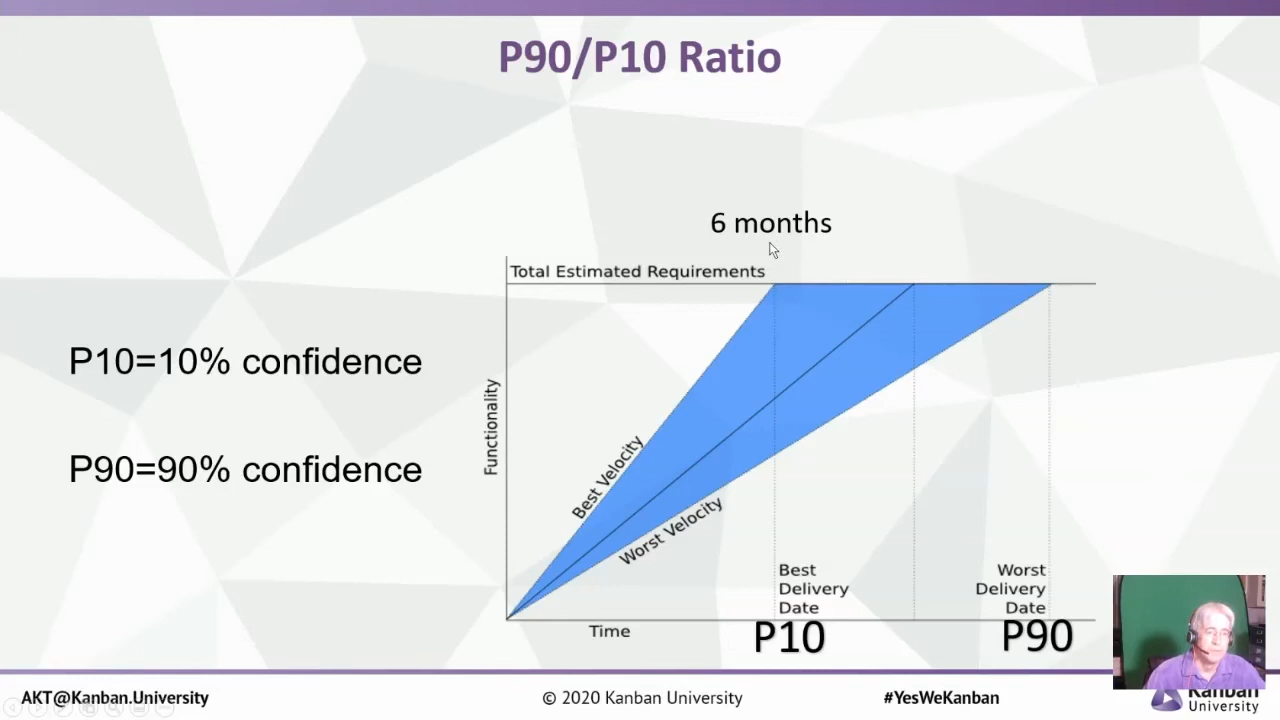 P90/P10 Ratio
6 months
Total Estimated Requirements
P10=10% confidence
P90=90% confidence
Functionality
Best Velocity
Worst Velocity
Best
Delivery
Date
Worst
Delivery
Date
Time
P10
P90
AKT@Kanban.University
© 2020 Kanban University
#YesWeKanban
Kanban
University